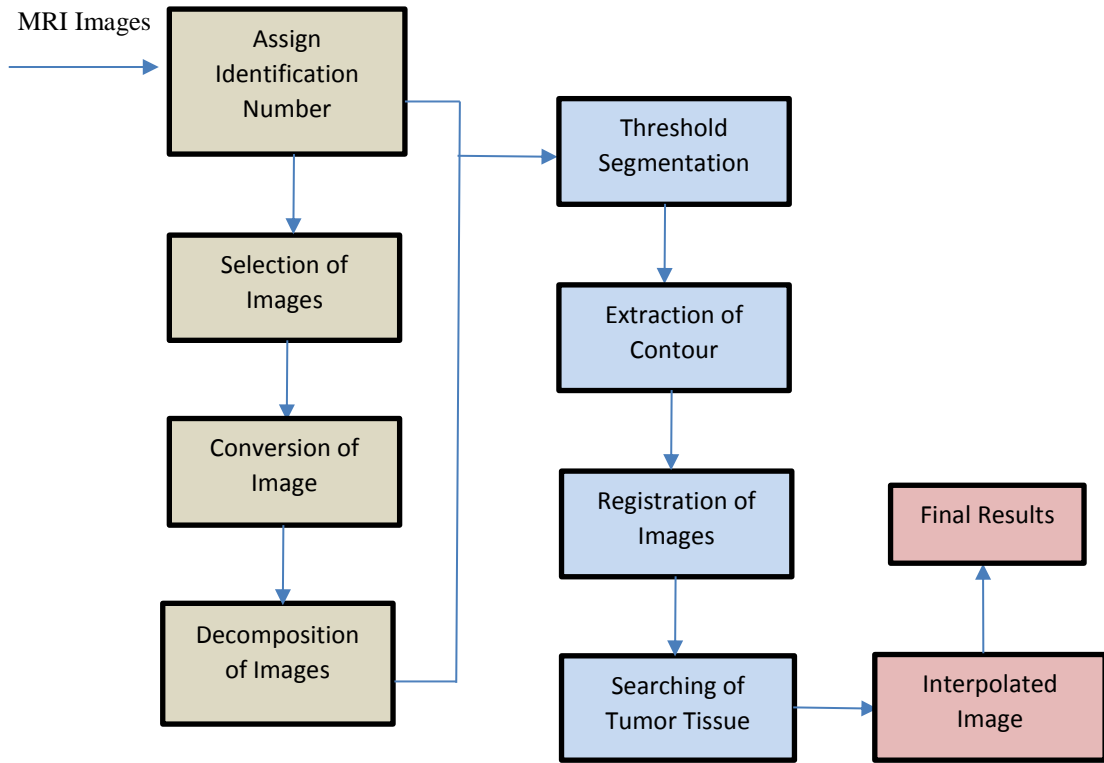 MRI Images
Assign
Identification
Number
Selection of
Images
Conversion of
Image
Decomposition
of Images
Threshold
Segmentation
Extraction of
Contour
Registration of
Images
Searching of
Tumor Tissue
Interpolated
Image
Final Results